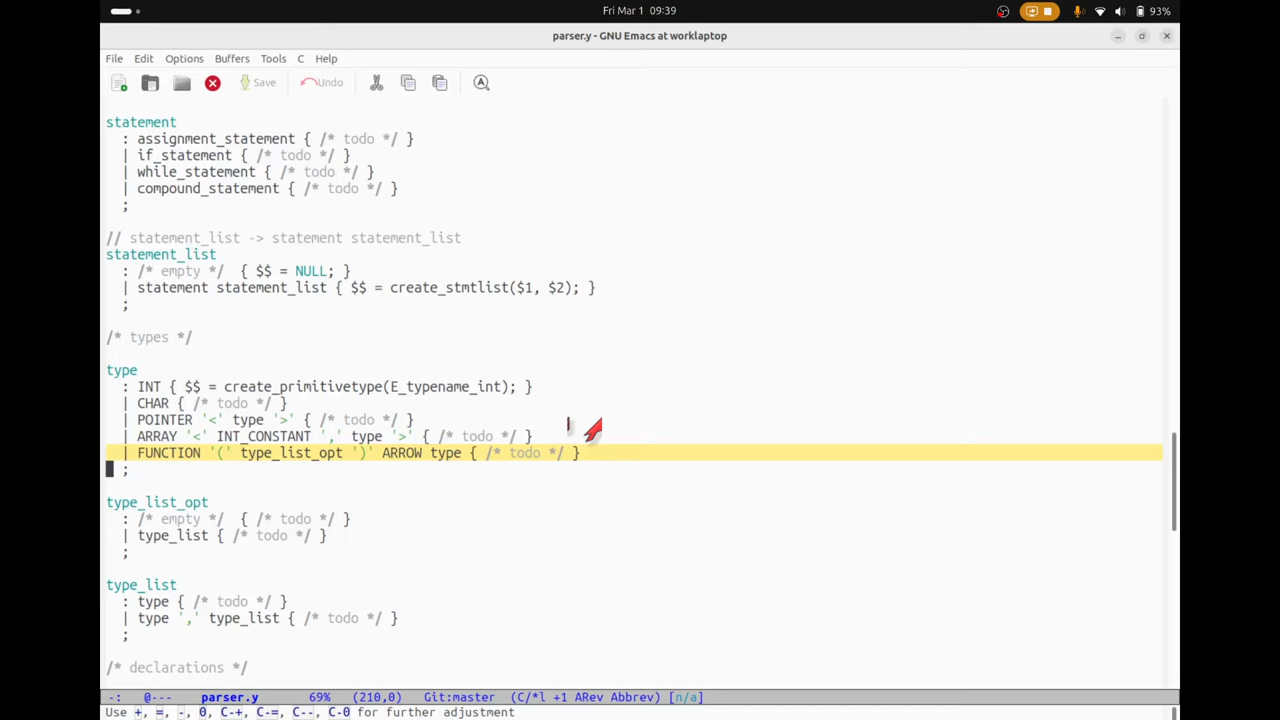 Fri Mar 1 09:39
93%
parser.y - GNU Emacs at worklaptop
File Edit Options Buffers Tools C Help
Save Undo
statement
: assignment_statement { /* todo */ }
| if_statement { /* todo */ }
| while_statement { /* todo */ }
| compound_statement { /* todo */ }
;
// statement_list -> statement statement_list
statement_list
: /* empty */ { $$ = NULL; }
| statement statement_list { $$ = create_stmtlist($1, $2); }
;
/* types */
type
: INT { $$ = create_primitivetype(E_typename_int); }
| CHAR { /* todo */ }
| POINTER '<' type '>' { /* todo */ }
| ARRAY '<' INT_CONSTANT ',' type '>' { /* todo */ }
| FUNCTION '(' type_list_opt ')' ARROW type { /* todo */ }
;
type_list_opt
: /* empty */ { /* todo */ }
| type_list { /* todo */ }
;
type_list
: type { /* todo */ }
| type ',' type_list { /* todo */ }
;
/* declarations */
-: @--- parser.y 69% (210,0) Git:master (C/*l +1 ARev Abbrev) [n/a]
Use +, =, -, 0, C-+, C-=, C--, C-0 for further adjustment